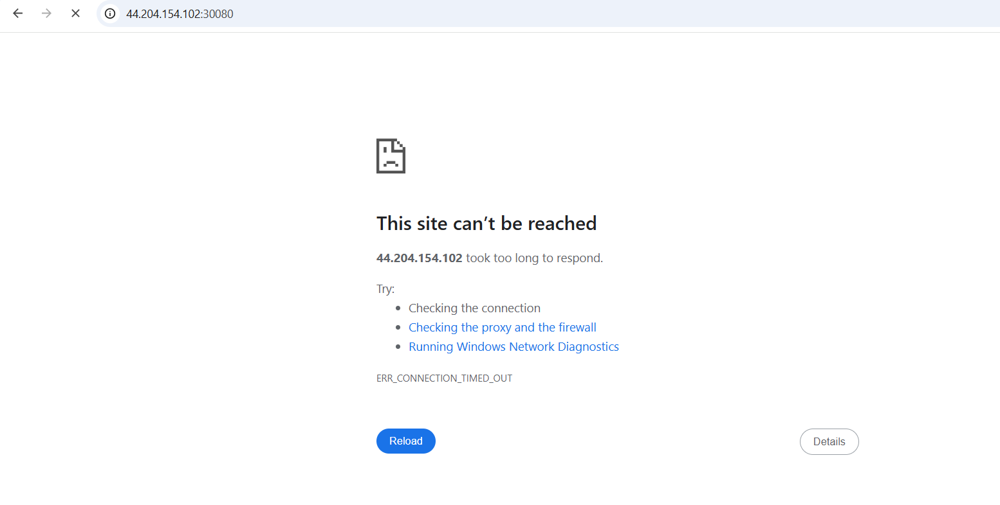 44.204.154.102:30080
This site can’t be reached
44.204.154.102 took too long to respond.
Try:
Checking the connection
Checking the proxy and the firewall
Running Windows Network Diagnostics
ERR_CONNECTION_TIMED_OUT
Reload
Details